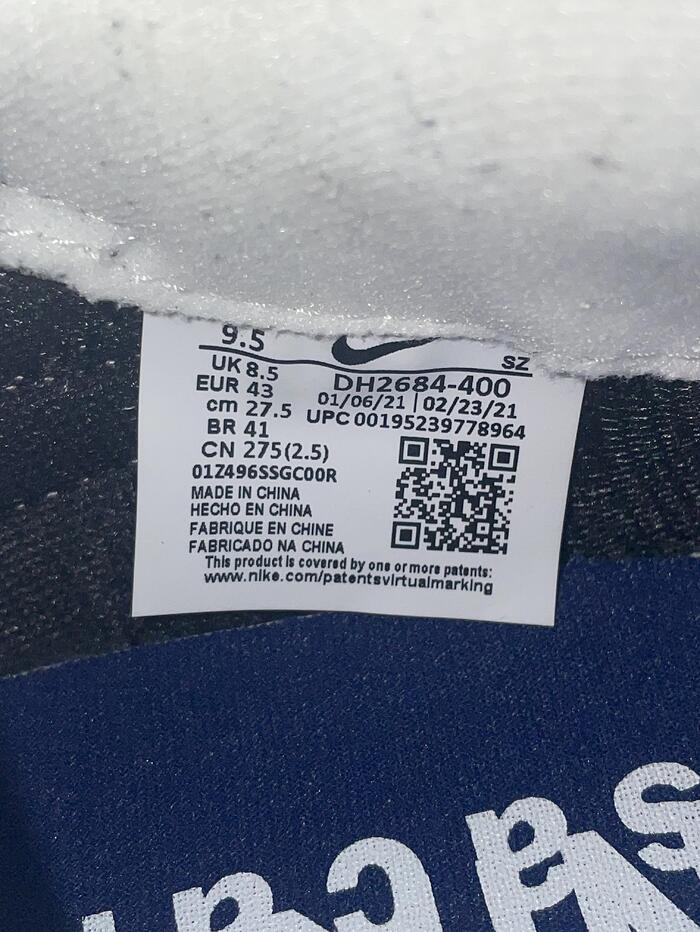 9.5
SZ
UK 8.5
EUR 43
cm 27.5
BR 41
CN 275(2.5)
DH2684-400
01/06/21 | 02/23/21
UPC 00195239778964
01Z496SSGC00R
MADE IN CHINA
HECHO EN CHINA
FABRIQUE EN CHINE
FABRICADO NA CHINA
This product is covered by one or more patents:
www.nike.com/patentsvirtualmarking